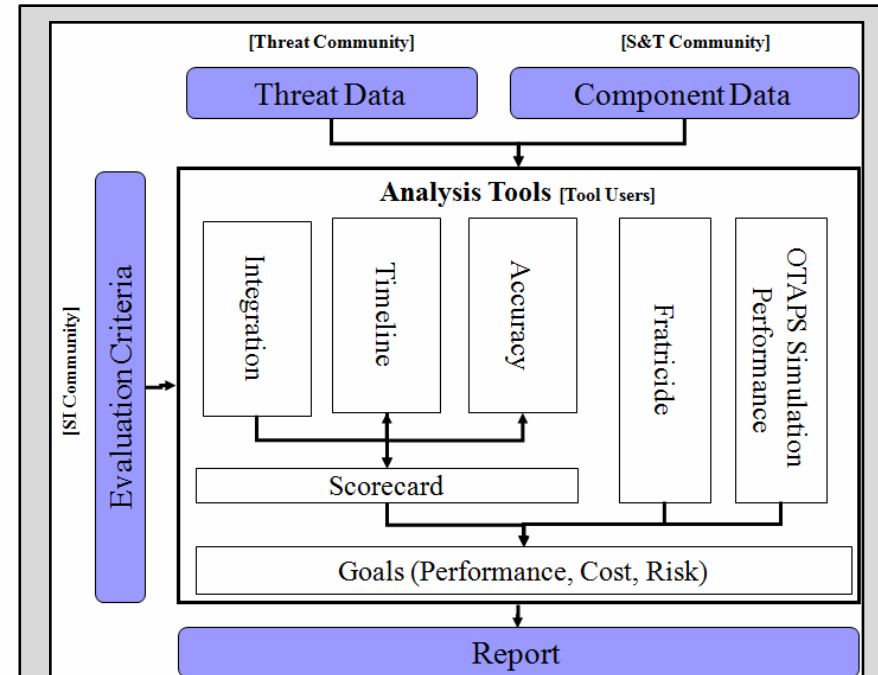 [Threat Community]
[S&T Community]
Threat Data
Component Data
[SI Community]
Evaluation Criteria
Analysis Tools [Tool Users]
Integration
Timeline
Accuracy
Fratricide
OTAPS Simulation
Performance
Scorecard
Goals (Performance, Cost, Risk)
Report